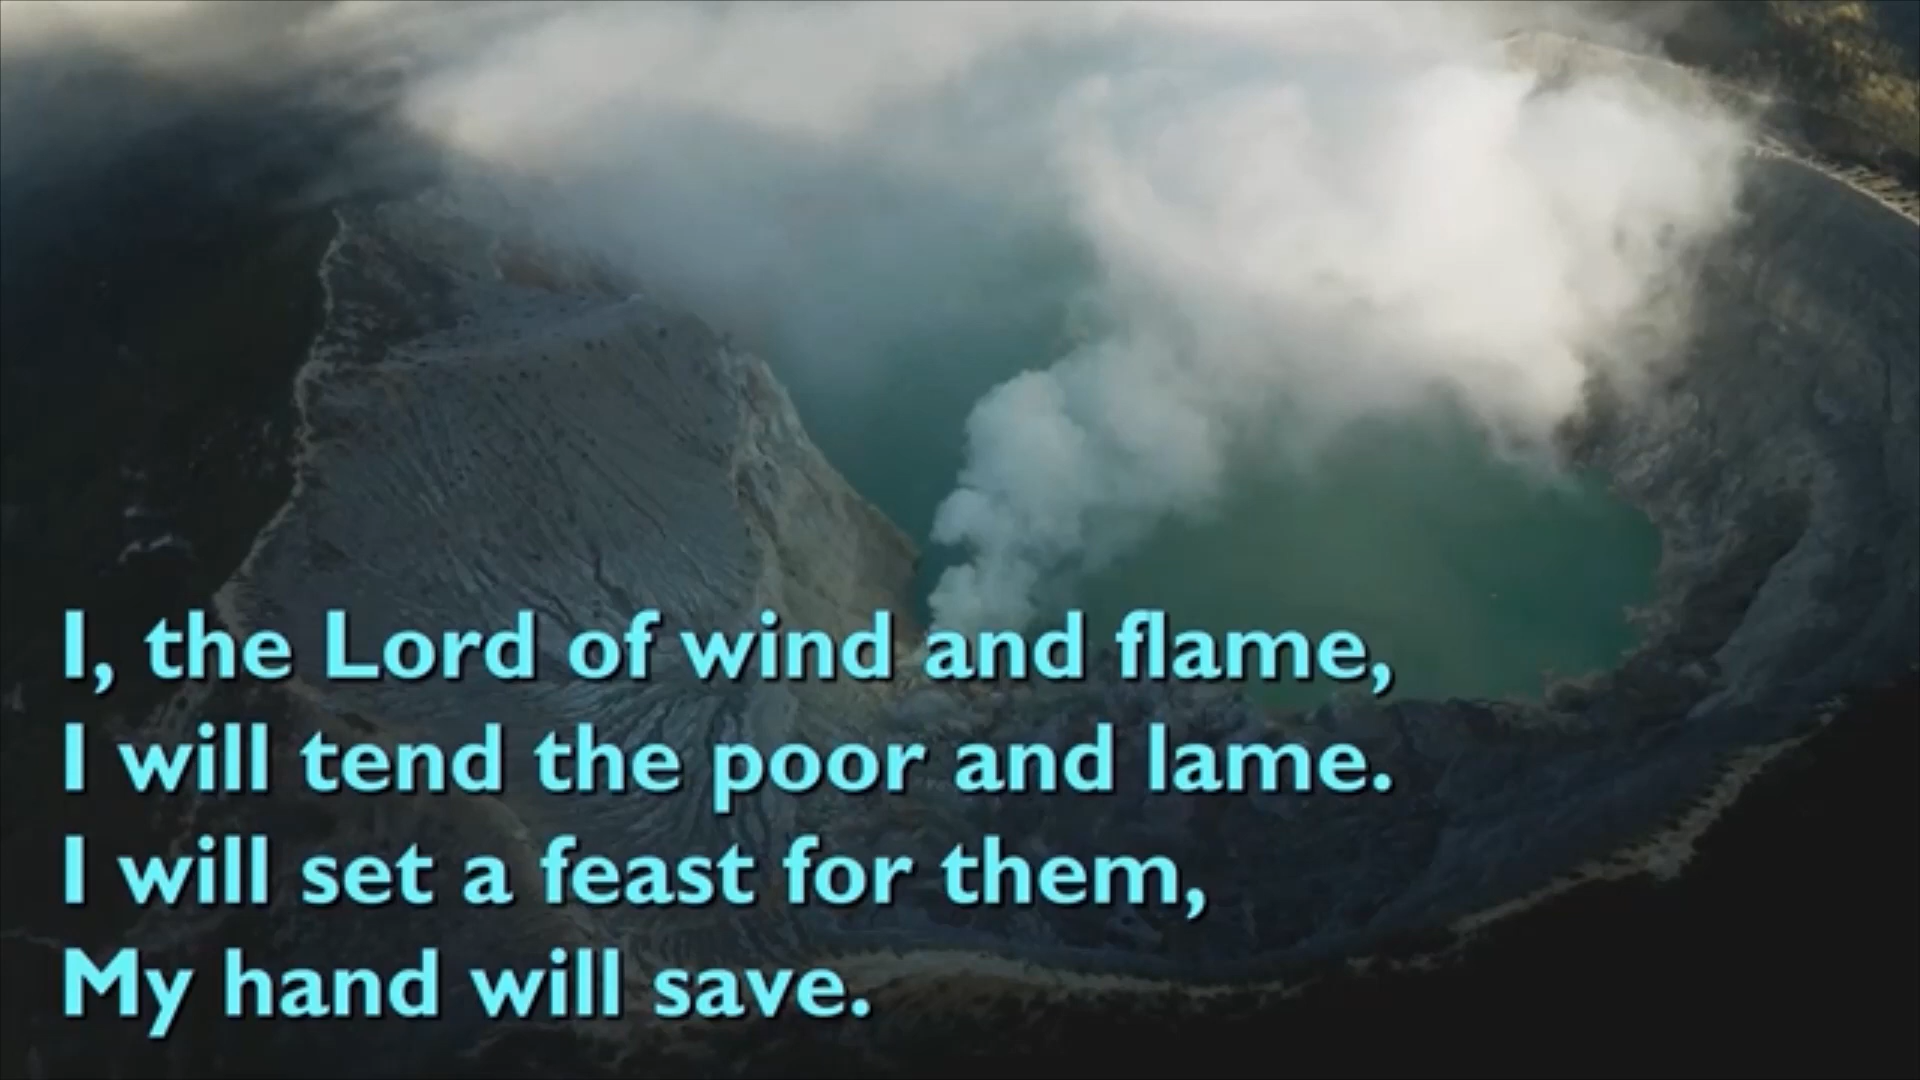 I, the Lord of wind and flame,
I will tend the poor and lame.
I will set a feast for them,
My hand will save.